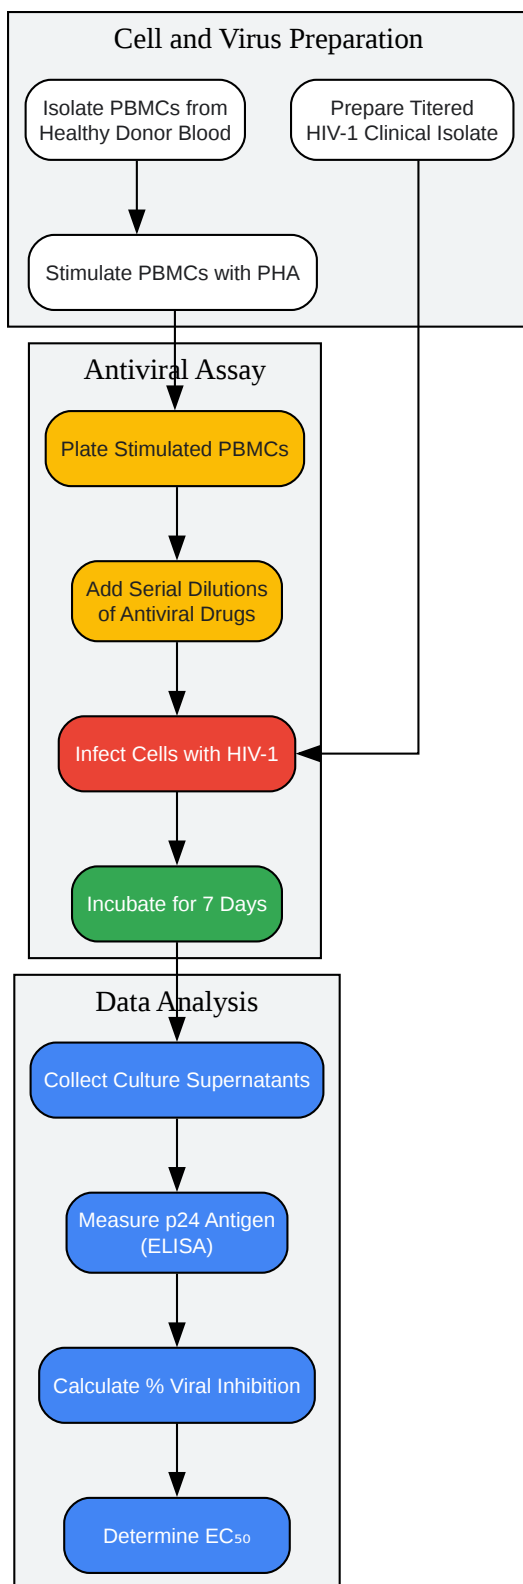 Cell and Virus Preparation
Isolate PBMCs from
Healthy Donor Blood
Prepare Titered
HIV-1 Clinical Isolate
Stimulate PBMCs with PHA
Antiviral Assay
Plate Stimulated PBMCs
Add Serial Dilutions
of Antiviral Drugs
Infect Cells with HIV-1
Incubate for 7 Days
Data Analysis
Collect Culture Supernatants
Measure p24 Antigen
(ELISA)
Calculate % Viral Inhibition
Determine EC₅₀